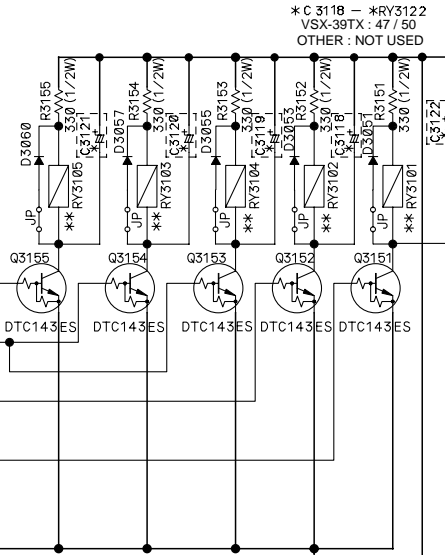 * C 3118 — *RY3122
VSX-39TX : 47 / 50
OTHER : NOT USED
R3155
330 (1/2W)
C3121
*
D3060
JP
**
RY3105
R3154
330 (1/2W)
C3120
*
D3057
JP
**
RY3103
R3153
330 (1/2W)
C3119
*
D3055
JP
**
RY3104
R3152
330 (1/2W)
C3118
*
D3053
JP
**
RY3102
R3151
330 (1/2W)
C3122
*
D3051
JP
**
RY3101
Q3155
Q3154
Q3153
Q3152
Q3151
DTC143ES
DTC143ES
DTC143ES
DTC143ES
DTC143ES